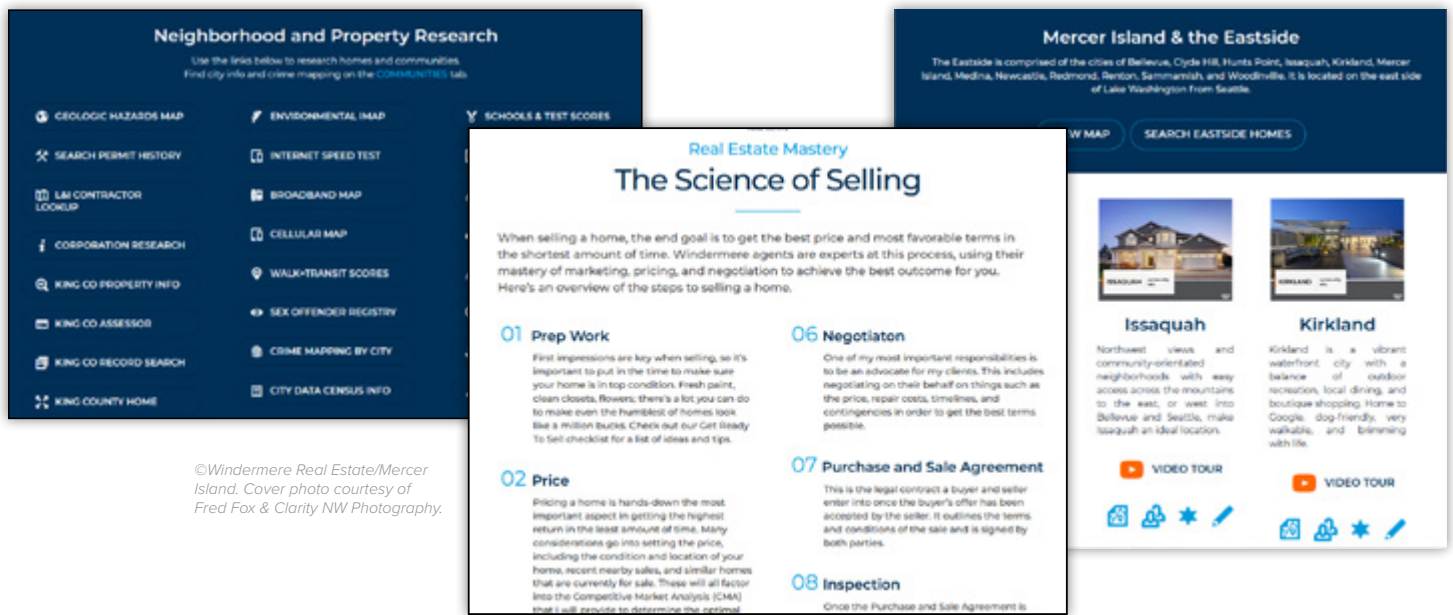 Neighborhood and Property Research
Use the links below to research homes and communities.
Find city info and crime mapping on the COMMUNITIES tab.
GEOLOGIC HAZARDS MAP
SEARCH PERMIT HISTORY
L&I CONTRACTOR
LOOKUP
CORPORATION RESEARCH
KING CO PROPERTY INFO
KING CO ASSESSOR
KING CO RECORD SEARCH
KING COUNTY HOME
ENVIRONMENTAL IMAP
INTERNET SPEED TEST
BROADBAND MAP
CELLULAR MAP
WALK+TRANSIT SCORES
SEX OFFENDER REGISTRY
CRIME MAPPING BY CITY
CITY DATA CENSUS INFO
SCHOOLS & TEST SCORES
©Windermere Real Estate/Mercer
Island. Cover photo courtesy of
Fred Fox & Clarity NW Photography.
Real Estate Mastery
The Science of Selling
When selling a home, the end goal is to get the best price and most favorable terms in
the shortest amount of time. Windermere agents are experts at this process, using their
mastery of marketing, pricing, and negotiation to achieve the best outcome for you.
Here's an overview of the steps to selling a home.
01 Prep Work
First impressions are key when selling, so it's
important to put in the time to make sure
your home is in top condition. Fresh paint,
clean closets, flowers; there's a lot you can do
to make even the humblest of homes look
like a million bucks. Check out our Get Ready
To Sell checklist for a list of ideas and tips.
02 Price
Pricing a home is hands-down the most
important aspect in getting the highest
return in the least amount of time. Many
considerations go into setting the price,
including the condition and location of your
home, recent nearby sales, and similar homes
that are currently for sale. These will all factor
into the Competitive Market Analysis (CMA)
that I will provide to determine the optimal
06 Negotiaton
One of my most important responsibilities is
to be an advocate for my clients. This includes
negotiating on their behalf on things such as
the price, repair costs, timelines, and
contingencies in order to get the best terms
possible.
07 Purchase and Sale Agreement
This is the legal contract a buyer and seller
enter into once the buyer's offer has been
accepted by the seller. It outlines the terms
and conditions of the sale and is signed by
both parties.
08 Inspection
Once the Purchase and Sale Agreement is
Mercer Island & the Eastside
The Eastside is comprised of the cities of Bellevue, Clyde Hill, Hunts Point, Issaquah, Kirkland, Mercer
Island, Medina, Newcastle, Redmond, Renton, Sammamish, and Woodinville. It is located on the east side
of Lake Washington from Seattle.
W MAP
SEARCH EASTSIDE HOMES
ISSAQUAH
Issaquah
Northwest views and
community-orientated
neighborhoods with easy
access across the mountains
to the east, or west into
Bellevue and Seattle, make
Issaquah an ideal location.
VIDEO TOUR
KIRKLAND
Kirkland
Kirkland is a vibrant
waterfront city with a
balance of outdoor
recreation, local dining, and
boutique shopping. Home to
Google, dog-friendly, very
walkable, and brimming
with life.
VIDEO TOUR